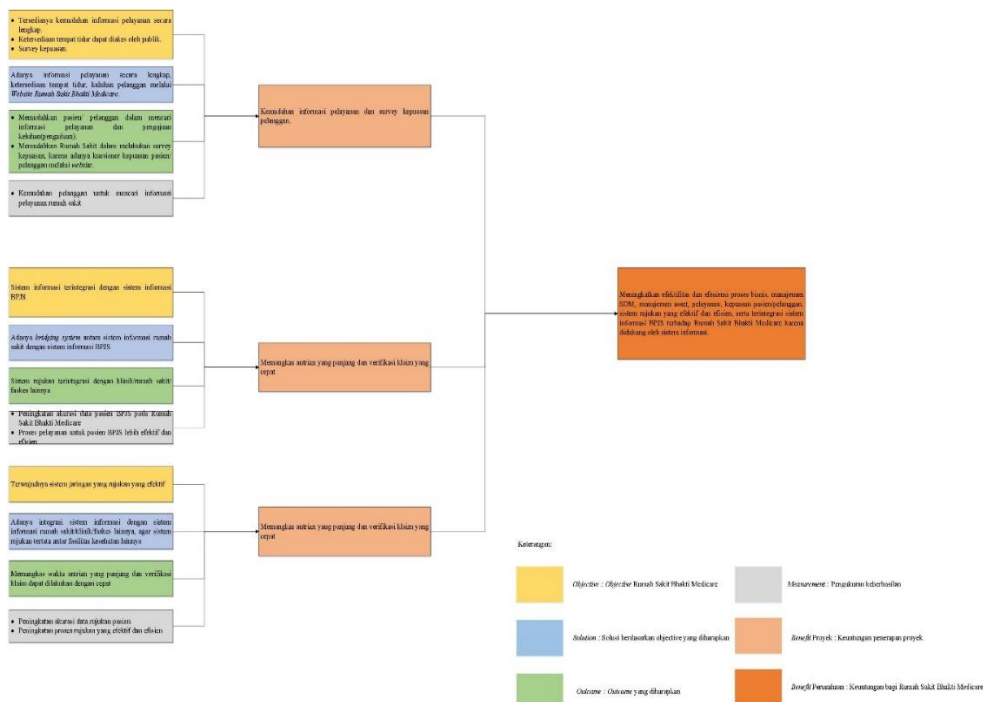 • Tersedianya kemudahan informasi pelayanan secara
lengkap.
• Ketersediaan tempat tidur dapat diakes oleh publik.
• Survey kepuasan.
Adanya informasi pelayanan secara lengkap,
ketersediaan tempat tidur, keluhan pelanggan melalui
Website Rumah Sakit Bhakti Medicare.
• Memudahkan pasien/ pelanggan dalam mencari
informasi pelayanan dan pengajuan
keluhan(pengaduan).
• Memudahkan Rumah Sakit dalam melakukan survey
kepuasan, karena adanya kuesioner kepuasan pasien/
pelanggan melalui website.
• Kemudahan pelanggan untuk mencari informasi
pelayanan rumah sakit
Kemudahan informasi pelayanan dan survey kepuasan
pelanggan.
Sistem informasi terintegrasi dengan sistem informasi
BPJS
Adanya bridging system antara sistem informasi rumah
sakit dengan sistem informasi BPJS
Sistem rujukan terintegrasi dengan klinik/rumah sakit/
faskes lainnya
• Peningkatan akurasi data pasien BPJS pada Rumah
Sakit Bhakti Medicare
• Proses pelayanan untuk pasien BPJS lebih efektif dan
efisien
Memangkas antrian yang panjang dan verifikasi klaim yang
cepat
Meningkatkan efektifitas dan efisiensi proses bisnis, manajemen
SDM, manajemen asset, pelayanan, kepuasan pasien/pelanggan,
sistem rujukan yang efektif dan efisien, serta terintegrasi sistem
informasi BPJS terhadap Rumah Sakit Bhakti Medicare karena
didukung oleh sistem informasi.
Terwujudnya sistem jaringan yang rujukan yang efektif
Adanya integrasi sistem informasi dengan sistem
informasi rumah sakit/klinik/faskes lainnya, agar sistem
rujukan tertata antar fasilitas kesehatan lainnya
Memangkas waktu antrian yang panjang dan verifikasi
klaim dapat dilakukan dengan cepat
• Peningkatan akurasi data rujukan pasien
• Peningkatan proses rujukan yang efektif dan efisien
Memangkas antrian yang panjang dan verifikasi klaim yang
cepat
Keterangan:
Objective : Objective Rumah Sakit Bhakti Medicare
Measurement : Pengukuran keberhasilan
Solution : Solusi berdasarkan objective yang diharapkan
Benefit Proyek : Keuntungan penerapan proyek
Outcome : Outcome yang diharapkan
Benefit Perusahaan : Keuntungan bagi Rumah Sakit Bhakti Medicare